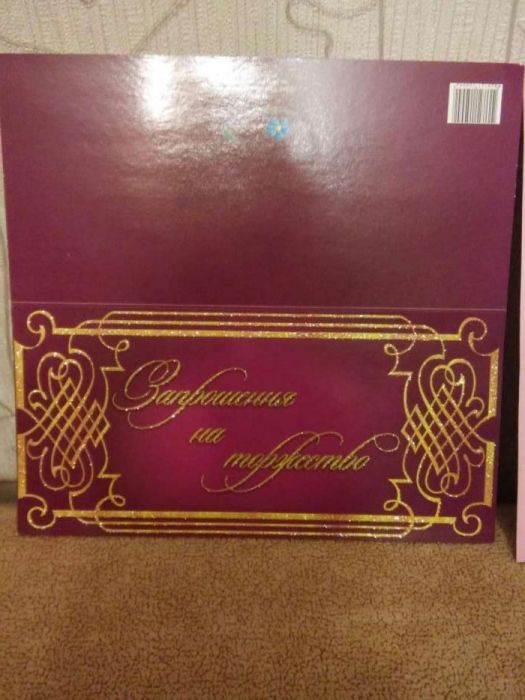 Запрошення
на
торжество